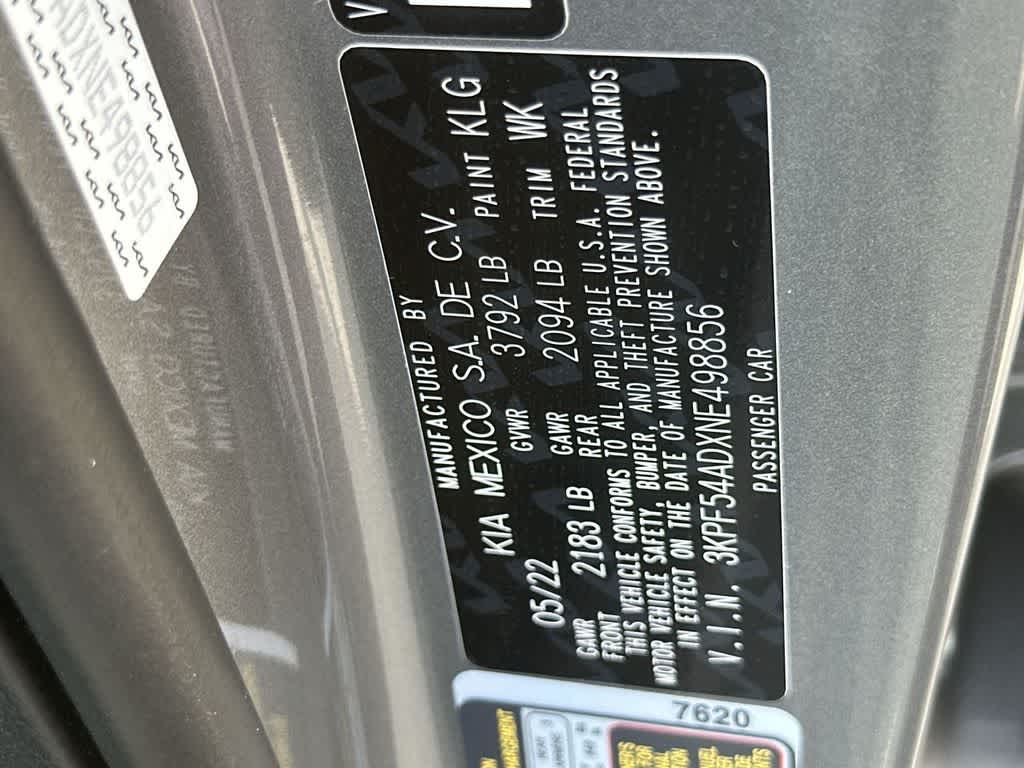 MANUFACTURED BY
KIA MEXICO S.A. DE C.V.
05/22 GVWR 3792 LB PAINT KLG
GAWR FRONT 2183 LB GAWR REAR 2094 LB TRIM WK
THIS VEHICLE CONFORMS TO ALL APPLICABLE U.S.A. FEDERAL
MOTOR VEHICLE SAFETY, BUMPER, AND THEFT PREVENTION STANDARDS
IN EFFECT ON THE DATE OF MANUFACTURE SHOWN ABOVE.
V.I.N. 3KPF54ADXNE498856
PASSENGER CAR
ADXNE498856
7620